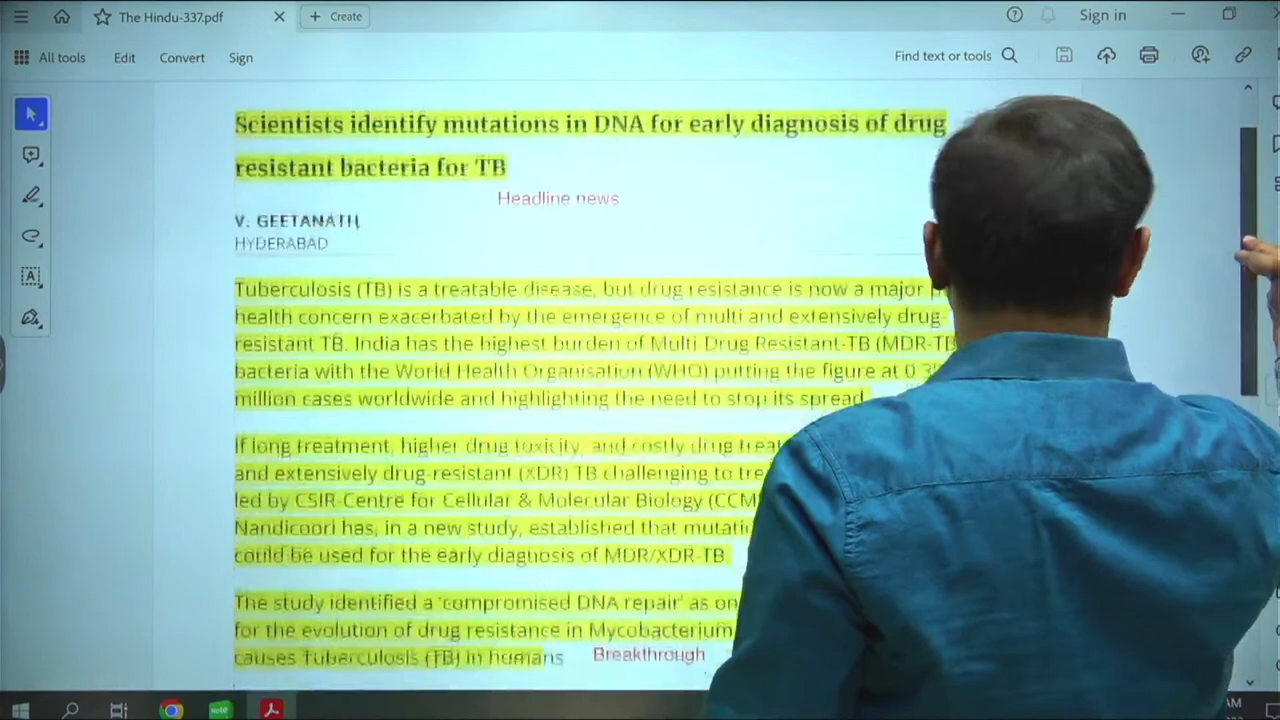 The Hindu-337.pdf
Create
Sign in
All tools
Edit
Convert
Sign
Find text or tools
Scientists identify mutations in DNA for early diagnosis of drug
resistant bacteria for TB
Headline news
V. GEETANATH
HYDERABAD
Tuberculosis (TB) is a treatable disease, but drug resistance is now a major
health concern exacerbated by the emergence of multi and extensively drug-
resistant TB. India has the highest burden of Multi Drug Resistant-TB (MDR-TB
bacteria with the World Health Organisation (WHO) putting the figure at
million cases worldwide and highlighting the need to stop its spread
If long treatment, higher drug toxicity, and costly drug
and extensively drug-resistant (XDR) TB challenging to
led by CSIR-Centre for Cellular & Molecular Biology
Nandicoori has, in a new study, established that
could be used for the early diagnosis of MDR/XDR-TB.
The study identified a 'compromised DNA repair' as
for the evolution of drug resistance in Mycobacterium
causes Tuberculosis (TB) in humans
Breakthrough
AM